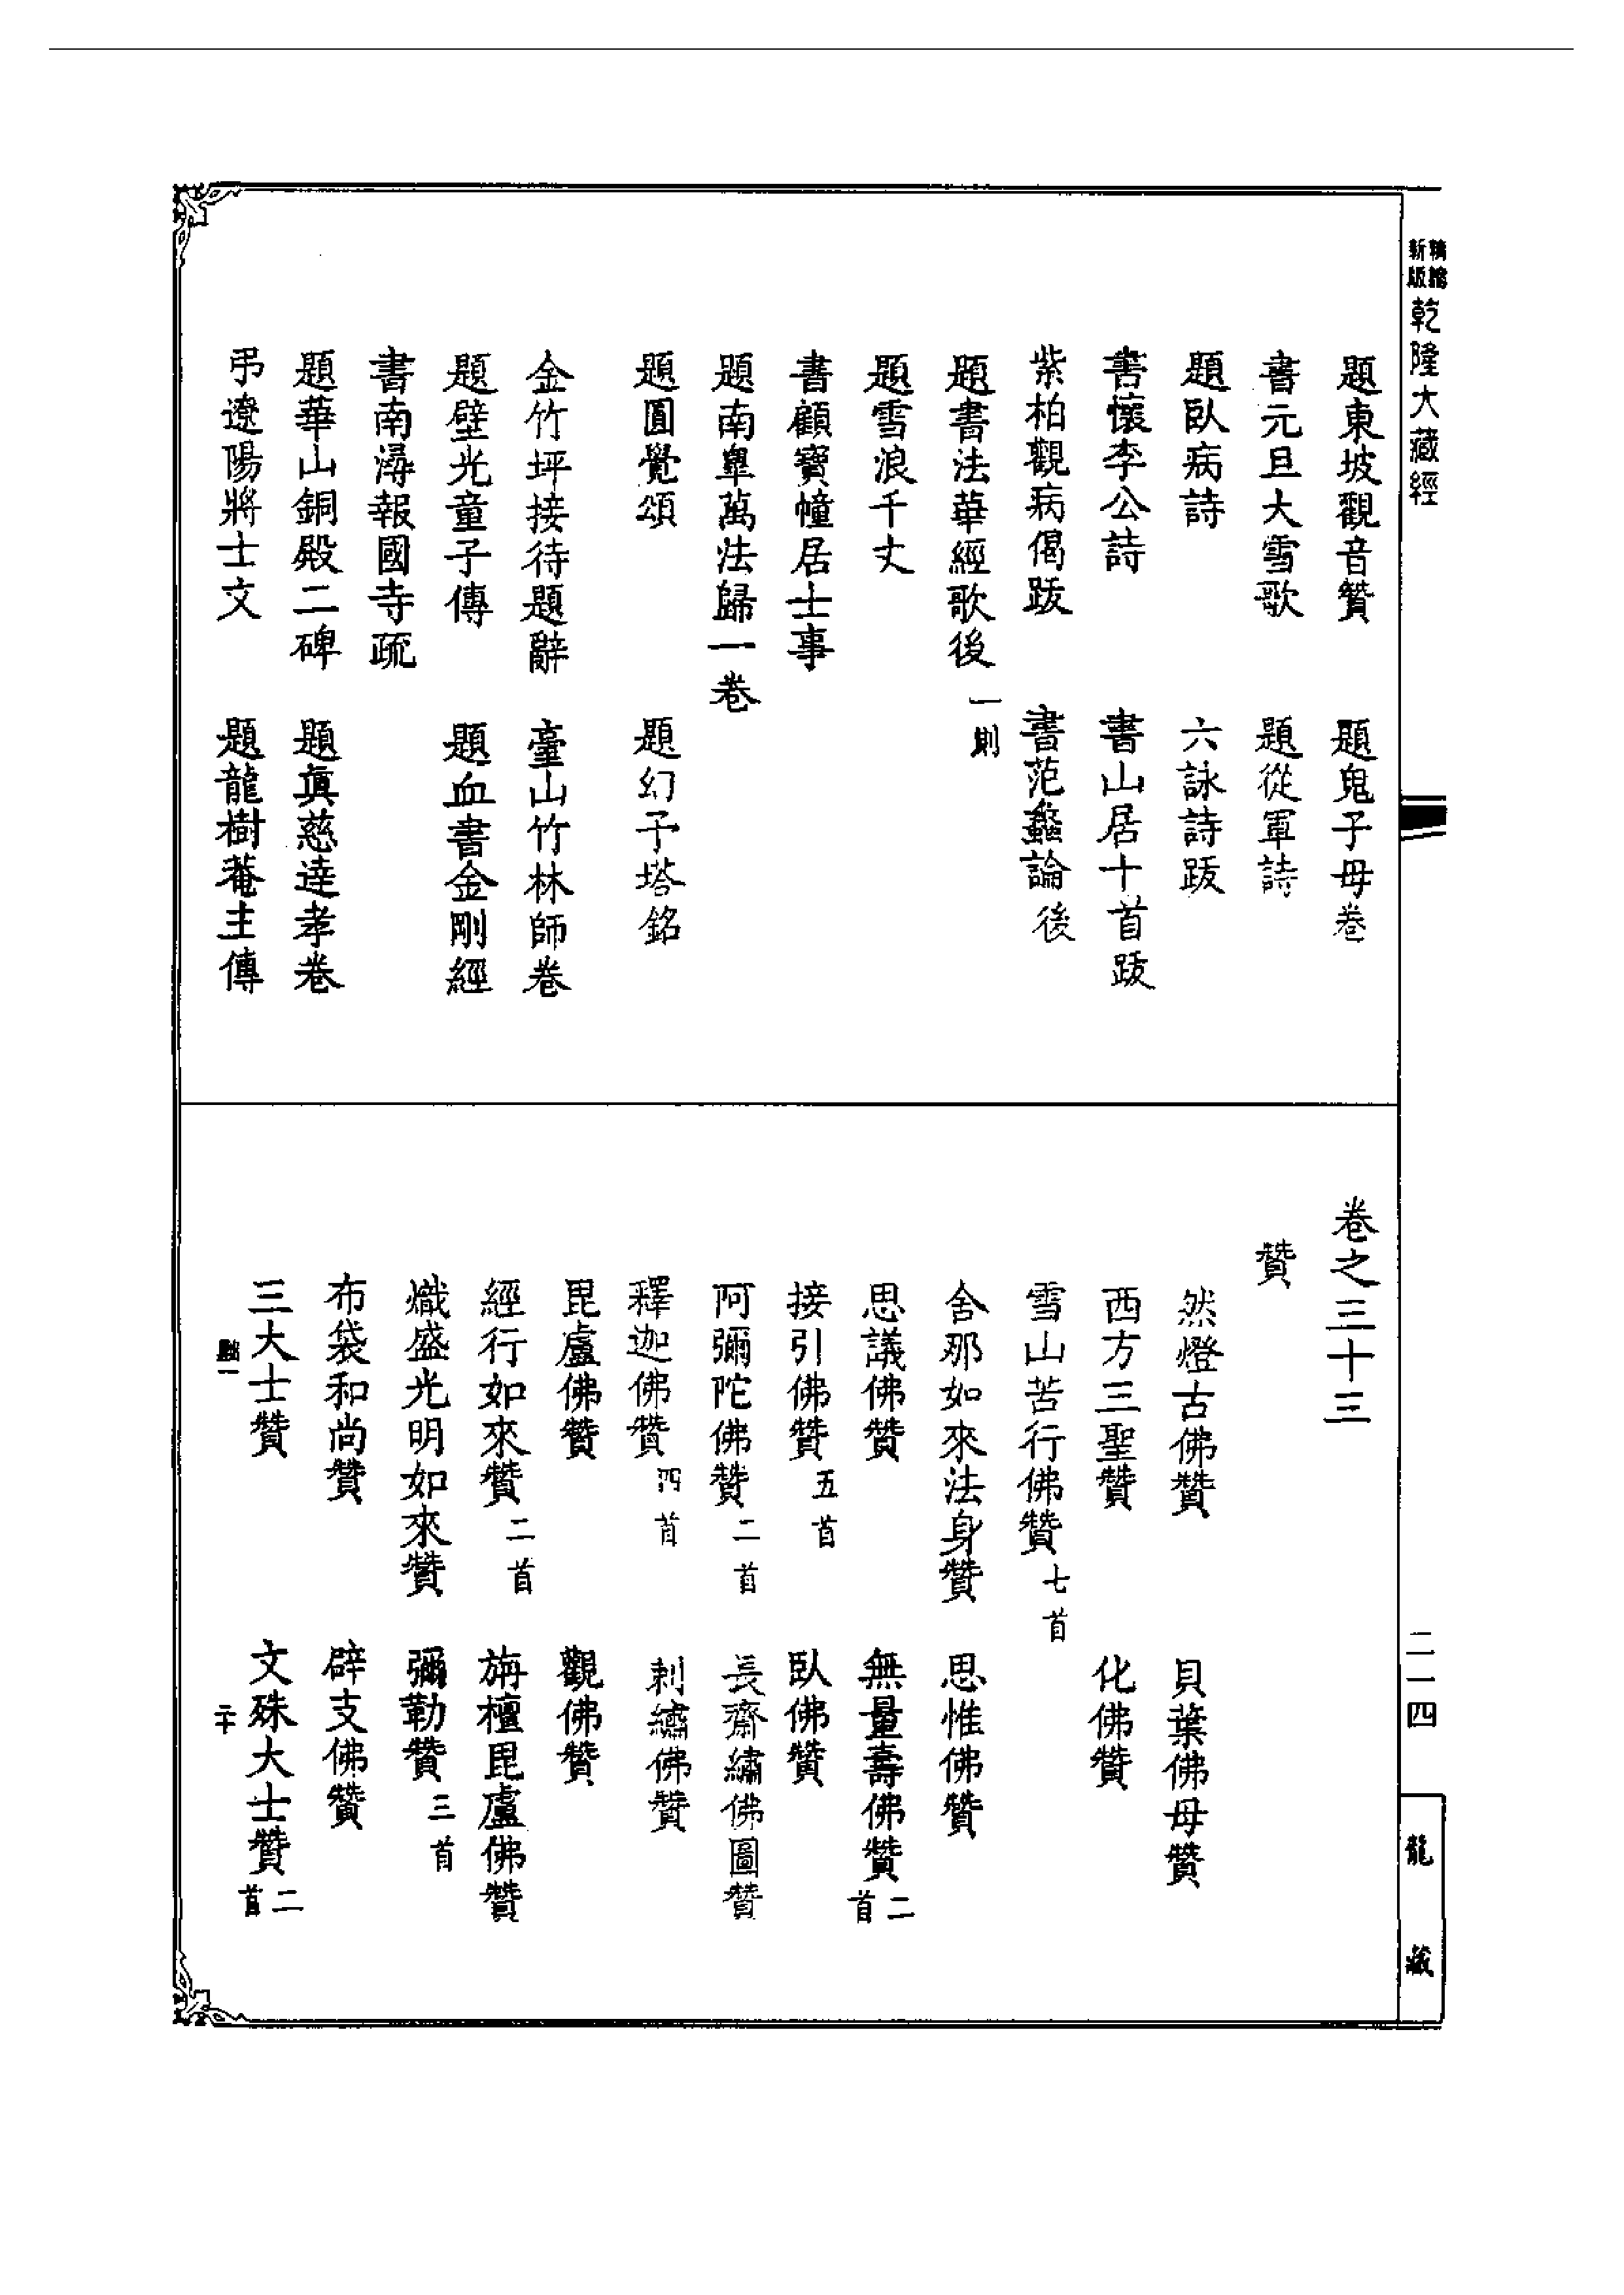 新版精縮乾隆大藏經
題東坡觀音贊　題鬼子母卷
書元旦大雪歌　題從軍詩
題臥病詩　六詠詩跋
書懷李公詩　書山居十首跋
紫柏觀病偈跋　書范蠡論後
題書法華經歌後一則
題雪浪千丈
書顧寶幢居士事
題南臯萬法歸一卷
題圓覺頌　題幻予塔銘
金竹坪接待題辭　臺山竹林師卷
題壁光童子傳　題血書金剛經
書南潯報國寺疏
題華山銅殿二碑　題眞慈達孝卷
弔遼陽將士文　題龍樹菴主傳
卷之三十三
贊
然燈古佛贊　貝葉佛母贊
西方三聖贊　化佛贊
雪山苦行佛贊七首
舍那如來法身贊　思惟佛贊
思議佛贊　無量壽佛贊二首
接引佛贊五首　臥佛贊
阿彌陀佛贊二首　長齋繡佛圖贊
釋迦佛贊四首　刺繡佛贊
毘盧佛贊　觀佛贊
經行如來贊二首　旃檀毘盧佛贊
熾盛光明如來贊　彌勒贊三首
布袋和尚贊　辟支佛贊
三大士贊　文殊大士贊二首
二十
二一四
龍藏